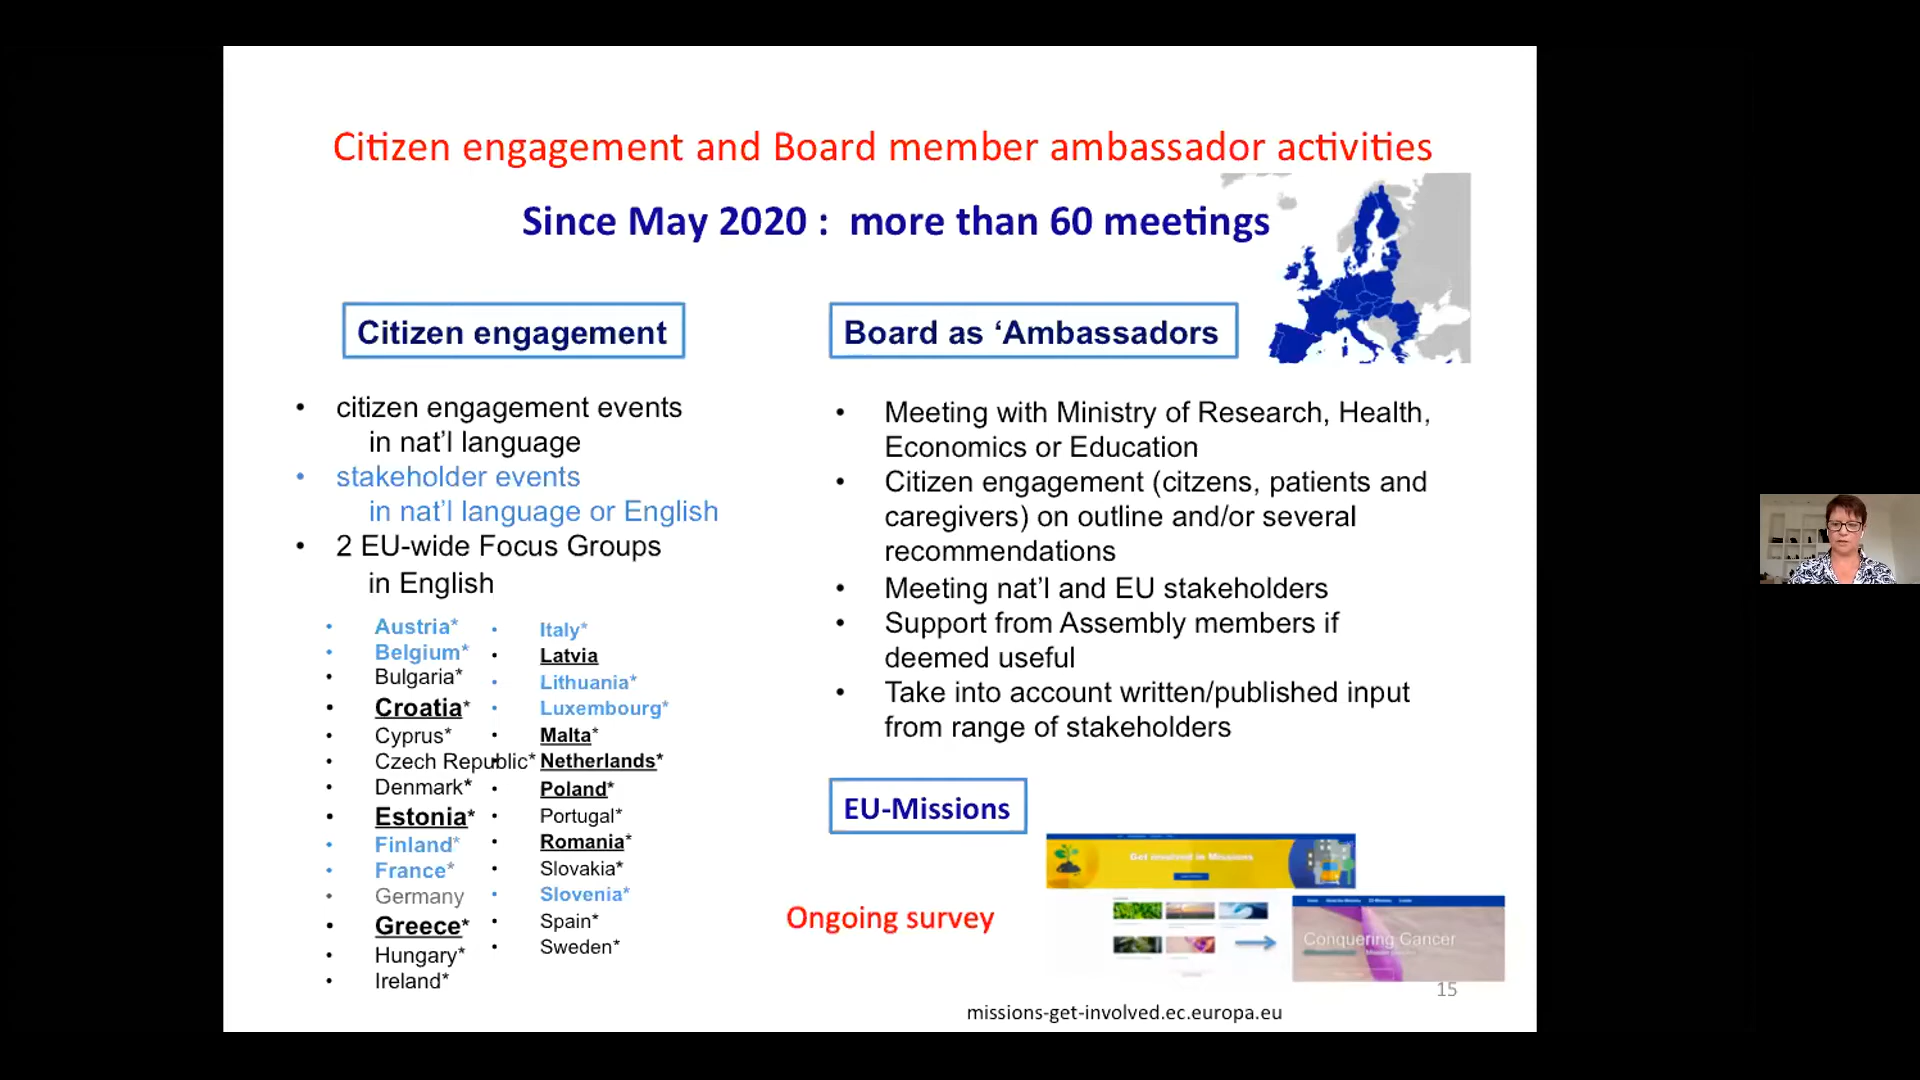 Citizen engagement and Board member ambassador activities
Since May 2020 : more than 60 meetings
Citizen engagement
• citizen engagement events
in nat'l language
• stakeholder events
in nat'l language or English
• 2 EU-wide Focus Groups
in English
• Austria*
• Belgium*
• Bulgaria*
• Croatia*
• Cyprus*
• Czech Republic*
• Denmark*
• Estonia*
• Finland*
• France*
• Germany
• Greece*
• Hungary*
• Ireland*
• Italy*
• Latvia
• Lithuania*
• Luxembourg*
• Malta*
• Netherlands*
• Poland*
• Portugal*
• Romania*
• Slovakia*
• Slovenia*
• Spain*
• Sweden*
Board as ‘Ambassadors
• Meeting with Ministry of Research, Health,
Economics or Education
• Citizen engagement (citzens, patients and
caregivers) on outline and/or several
recommendations
• Meeting nat'l and EU stakeholders
• Support from Assembly members if
deemed useful
• Take into account written/published input
from range of stakeholders
EU-Missions
Get involved in Missions
Ongoing survey
Conquering Cancer
15
missions-get-involved.ec.europa.eu